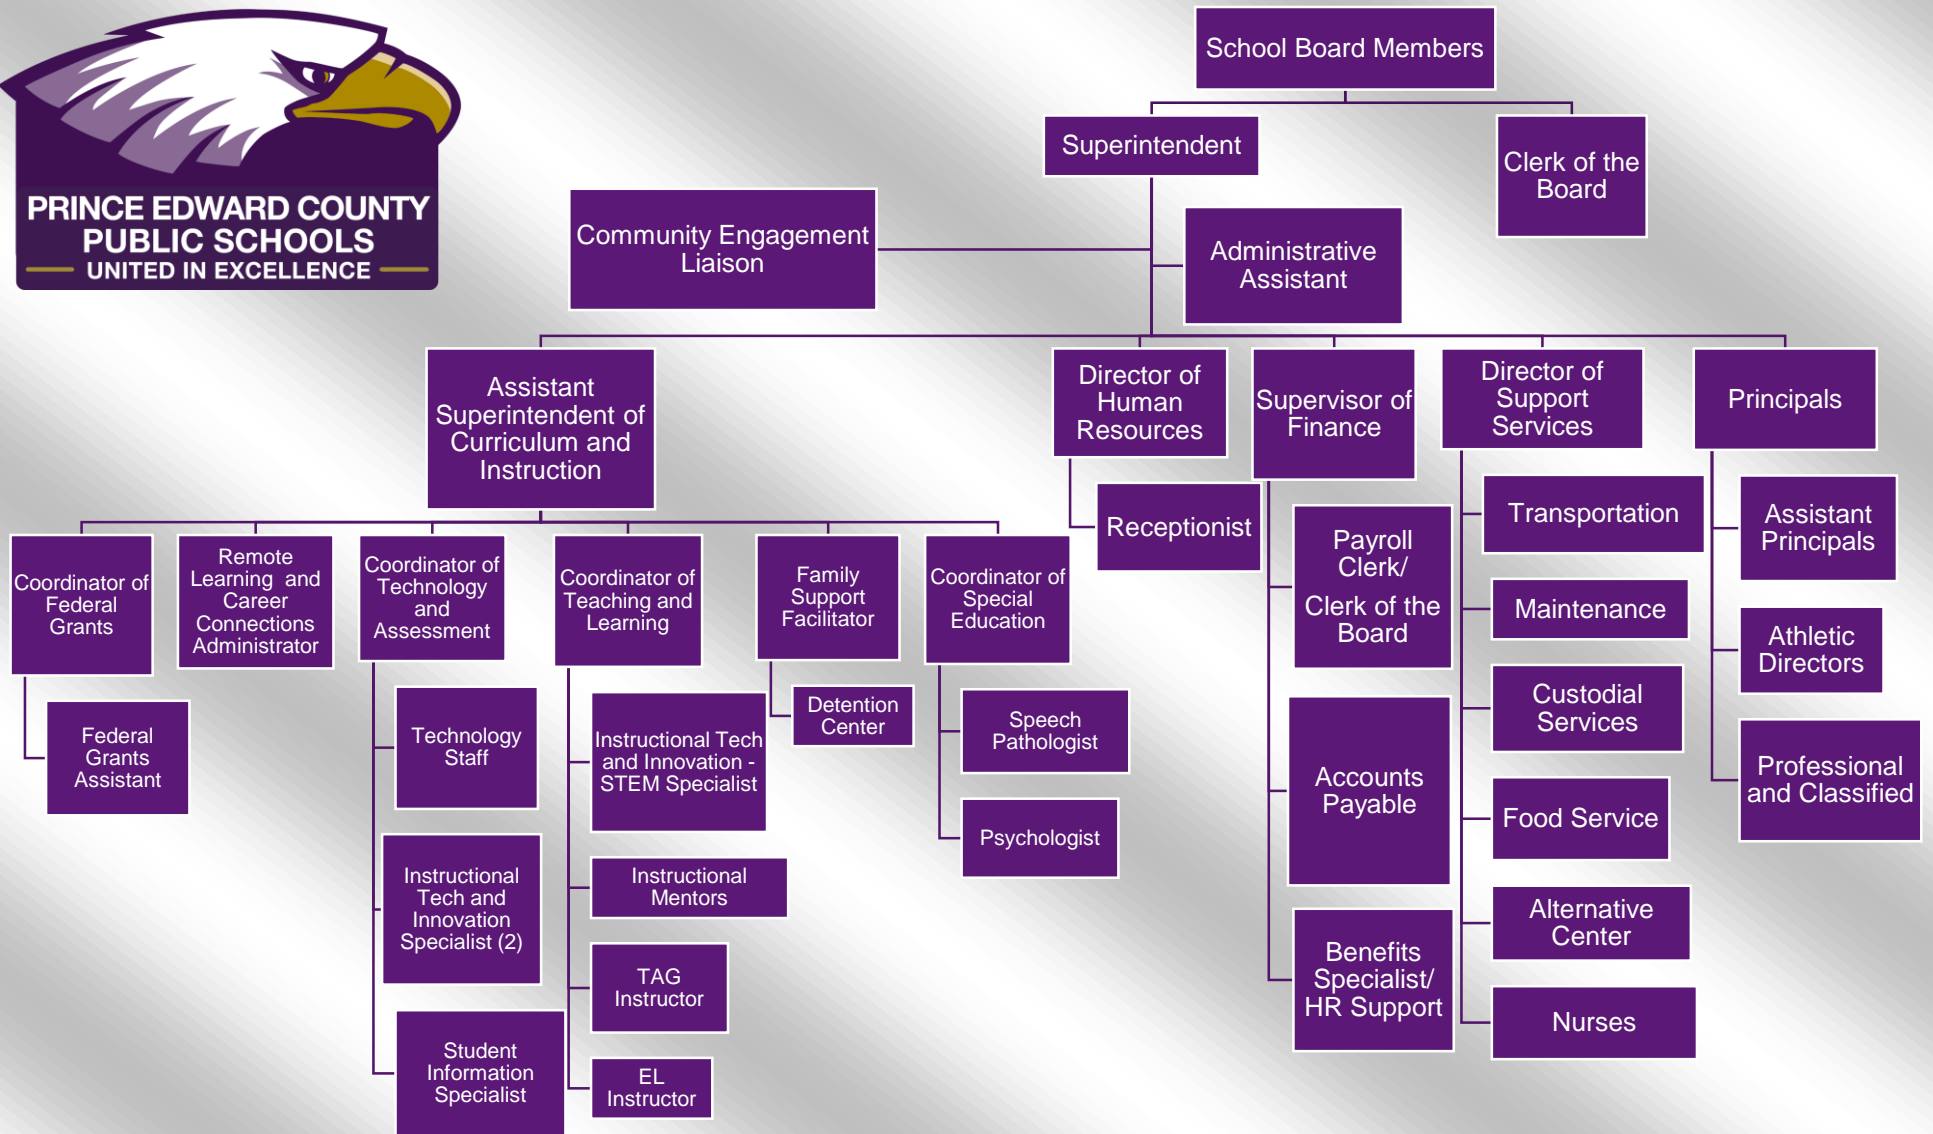 PRINCE EDWARD COUNTY
PUBLIC SCHOOLS
UNITED IN EXCELLENCE
School Board Members
Superintendent
Clerk of the
Board
Community Engagement
Liaison
Administrative
Assistant
Assistant
Superintendent of
Curriculum and
Instruction
Director of
Human
Resources
Supervisor of
Finance
Director of
Support
Services
Principals
Coordinator of
Federal
Grants
Federal
Grants
Assistant
Remote
Learning and
Career
Connections
Administrator
Coordinator of
Technology
and
Assessment
Technology
Staff
Instructional
Tech and
Innovation
Specialist (2)
Student
Information
Specialist
Coordinator of
Teaching and
Learning
Instructional Tech
and Innovation -
STEM Specialist
Instructional
Mentors
TAG
Instructor
EL
Instructor
Family
Support
Facilitator
Detention
Center
Coordinator of
Special
Education
Speech
Pathologist
Psychologist
Receptionist
Payroll
Clerk/
Clerk of the
Board
Accounts
Payable
Benefits
Specialist/
HR Support
Transportation
Maintenance
Custodial
Services
Food Service
Alternative
Center
Nurses
Assistant
Principals
Athletic
Directors
Professional
and Classified